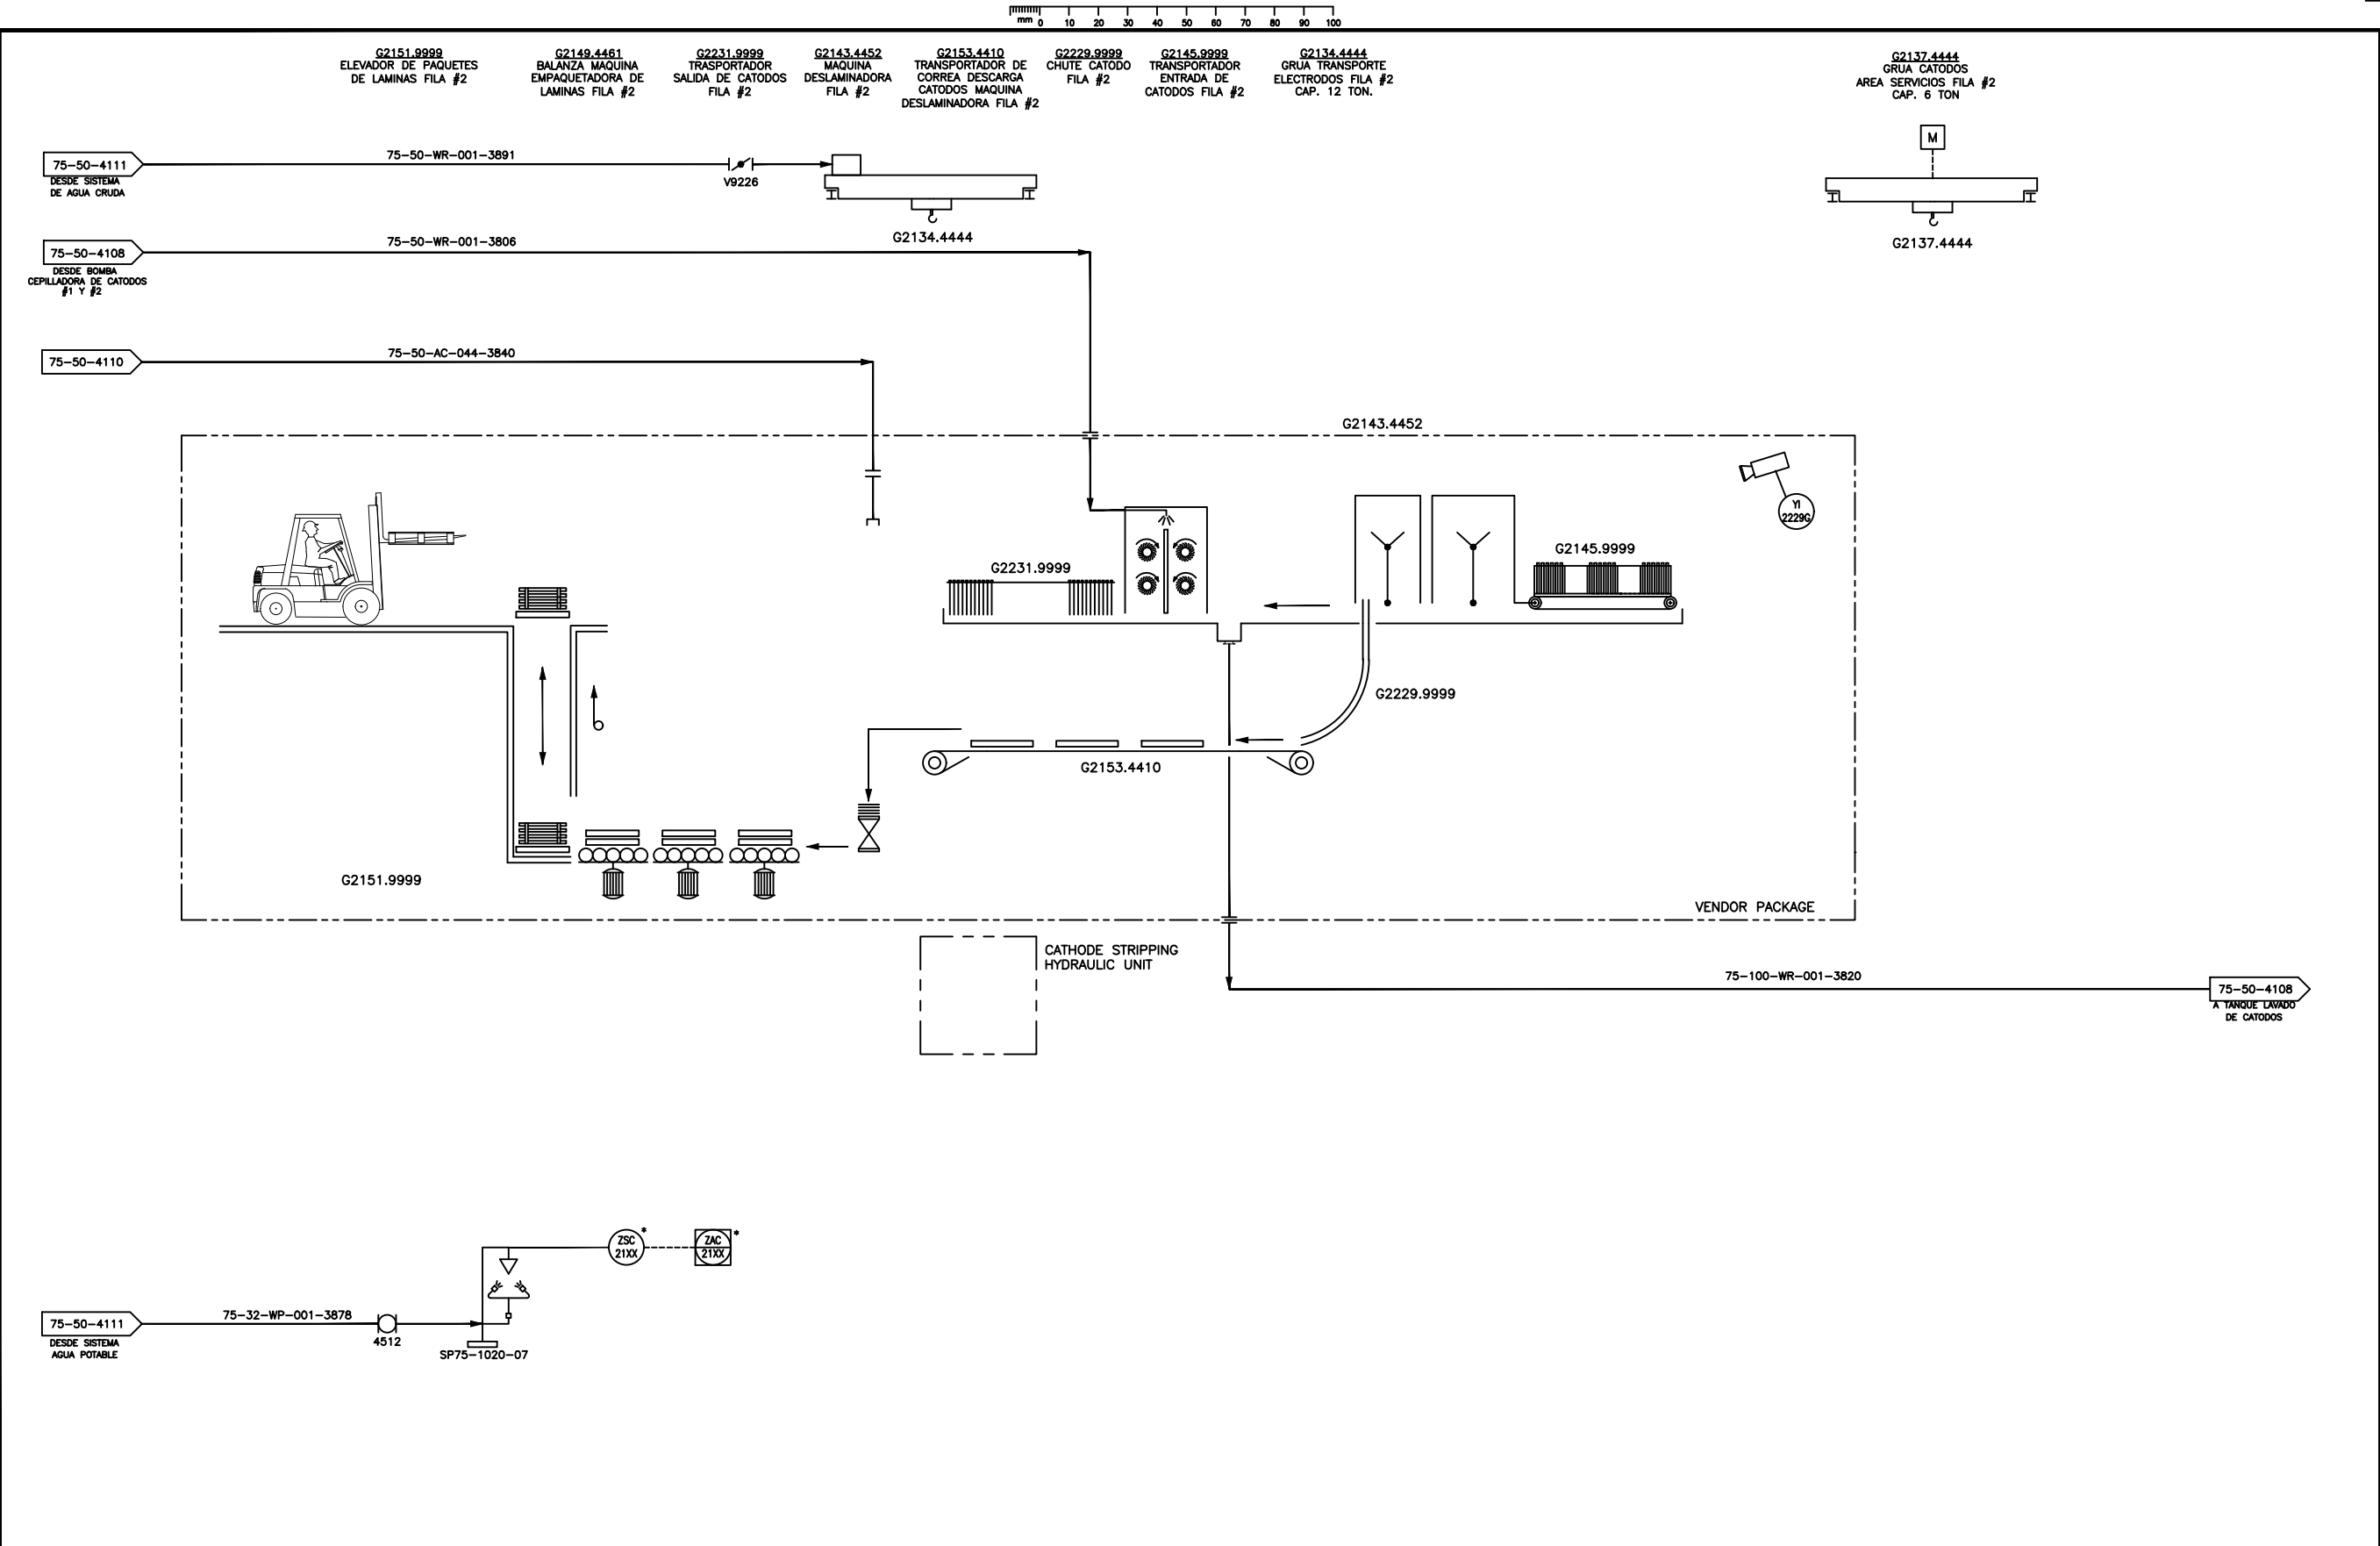 mm 0 10 20 30 40 50 60 70 80 90 100
G2151.9999
ELEVADOR DE PAQUETES
DE LAMINAS FILA #2
G2149.4461
BALANZA MAQUINA
EMPAQUETADORA DE
LAMINAS FILA #2
G2231.9999
TRASPORTADOR
SALIDA DE CATODOS
FILA #2
G2143.4452
MAQUINA
DESLAMINADORA
FILA #2
G2153.4410
TRANSPORTADOR DE
CORREA DESCARGA
CATODOS MAQUINA
DESLAMINADORA FILA #2
G2229.9999
CHUTE CATODO
FILA #2
G2145.9999
TRANSPORTADOR
ENTRADA DE
CATODOS FILA #2
G2134.4444
GRUA TRANSPORTE
ELECTRODOS FILA #2
CAP. 12 TON.
G2137.4444
GRUA CATODOS
AREA SERVICIOS FILA #2
CAP. 6 TON
M
75-50-4111
DESDE SISTEMA
DE AGUA CRUDA
75-50-WR-001-3891
V9226
G2134.4444
G2137.4444
75-50-4108
DESDE BOMBA
CEPILLADORA DE CATODOS
#1 Y #2
75-50-WR-001-3806
75-50-4110
75-50-AC-044-3840
G2143.4452
YI
2229G
G2145.9999
G2231.9999
G2229.9999
G2153.4410
G2151.9999
VENDOR PACKAGE
CATHODE STRIPPING
HYDRAULIC UNIT
75-100-WR-001-3820
75-50-4108
A TANQUE LAVADO
DE CATODOS
ZSC
21XX
*
ZAC
21XX
*
75-50-4111
DESDE SISTEMA
AGUA POTABLE
75-32-WP-001-3878
4512
SP75-1020-07